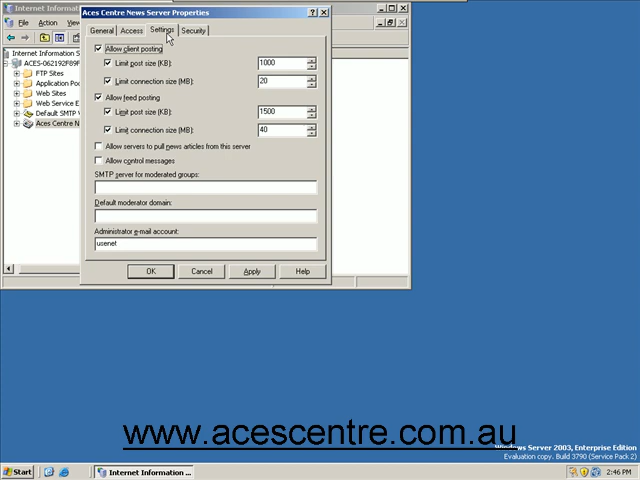 Internet Information
Aces Centre News Server Properties
File Action View
Internet Information S
ACES-062192F89F
FTP Sites
Application Poo
Web Sites
Web Service E
Default SMTP V
Aces Centre N
General Access Settings Security
Allow client posting
Limit post size (KB): 1000
Limit connection size (MB): 20
Allow feed posting
Limit post size (KB): 1500
Limit connection size (MB): 40
Allow servers to pull news articles from this server
Allow control messages
SMTP server for moderated groups:
Default moderator domain:
Administrator e-mail account:
usenet
OK Cancel Apply Help
www.acescentre.com.au
Windows Server 2003, Enterprise Edition
Evaluation copy. Build 3790 (Service Pack 2)
Start Internet Information ... 2:46 PM